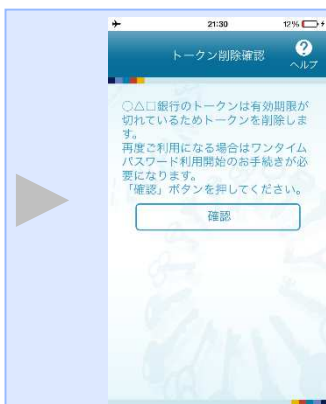 21:30
12%
トークン削除確認
?
ヘルプ
○△□銀行のトークンは有効期限が
切れているためトークンを削除しま
す。
再度ご利用になる場合はワンタイム
パスワード利用開始のお手続きが必
要になります。
「確認」ボタンを押してください。
確認